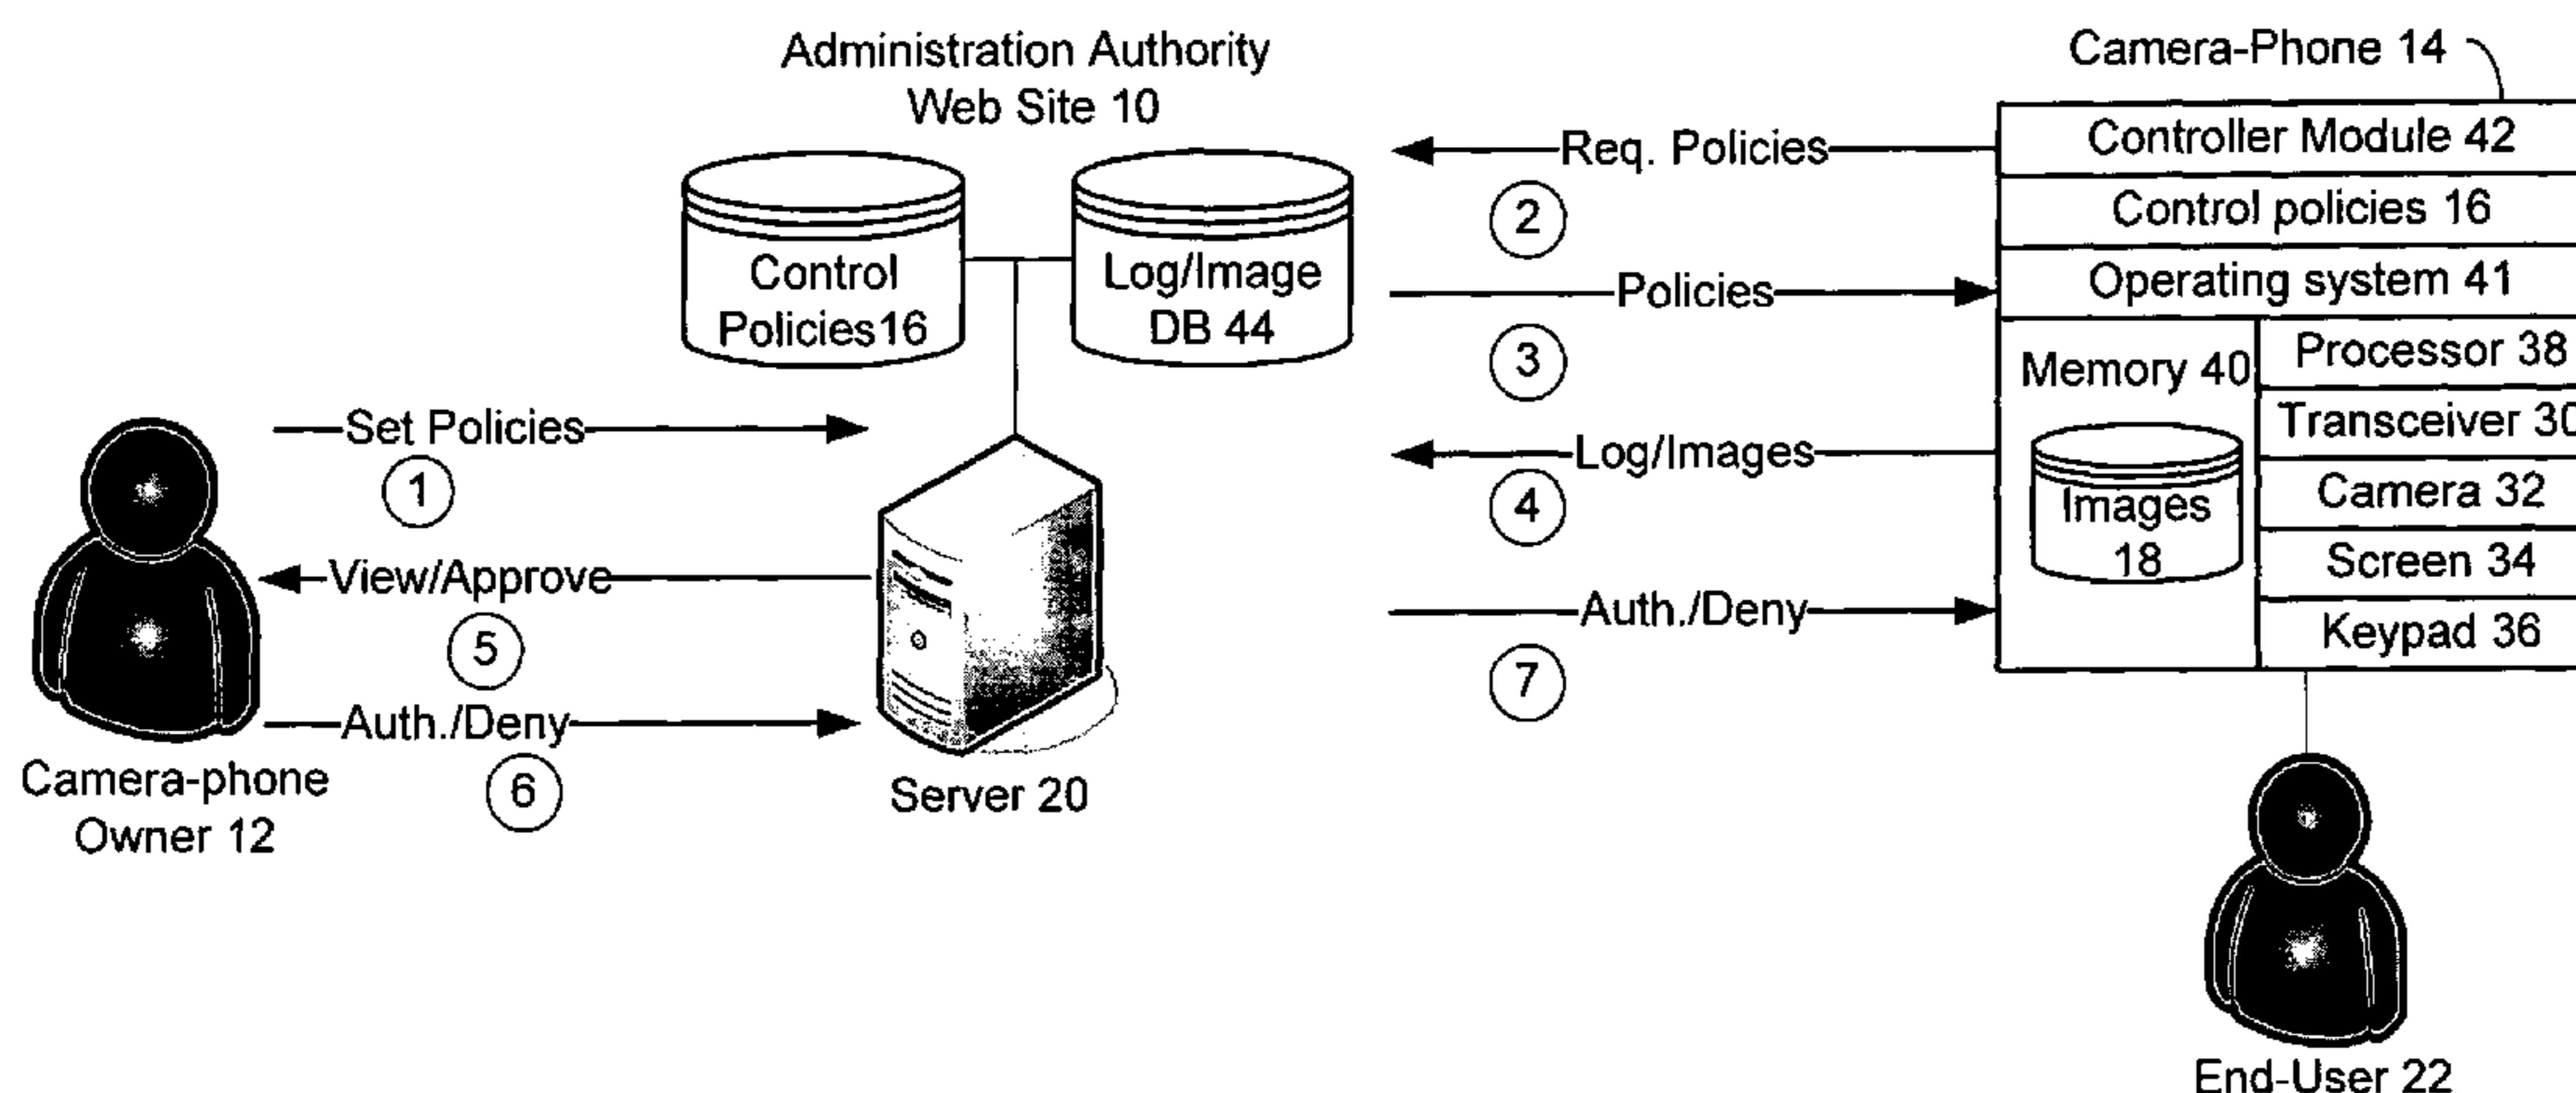 Administration Authority
Web Site 10
Camera-Phone 14
Controller Module 42
Control policies 16
Operating system 41
Memory 40
Images
18
Processor 38
Transceiver 30
Camera 32
Screen 34
Keypad 36
Control
Policies16
Log/Image
DB 44
Req. Policies
2
Policies
3
Log/Images
4
Auth./Deny
7
Set Policies
1
View/Approve
5
Auth./Deny
6
Camera-phone
Owner 12
Server 20
End-User 22